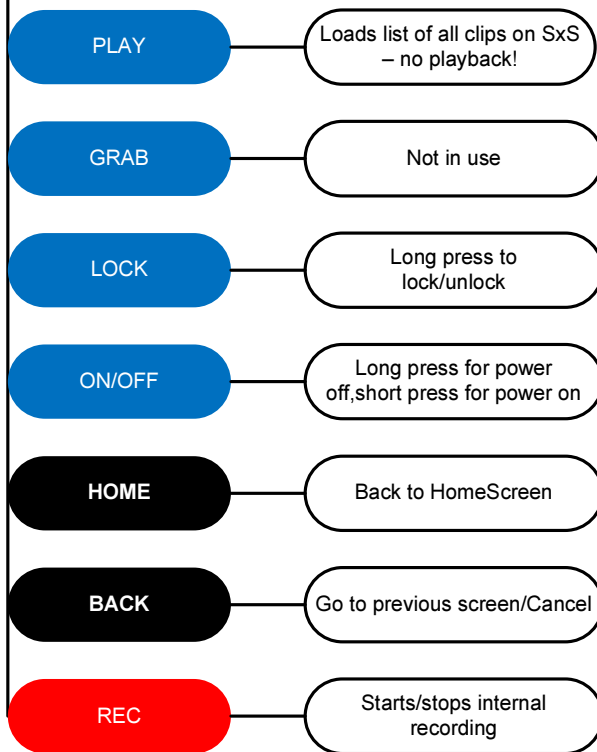 PLAY
Loads list of all clips on SxS
– no playback!
GRAB
Not in use
LOCK
Long press to
lock/unlock
ON/OFF
Long press for power
off,short press for power on
HOME
Back to HomeScreen
BACK
Go to previous screen/Cancel
REC
Starts/stops internal
recording